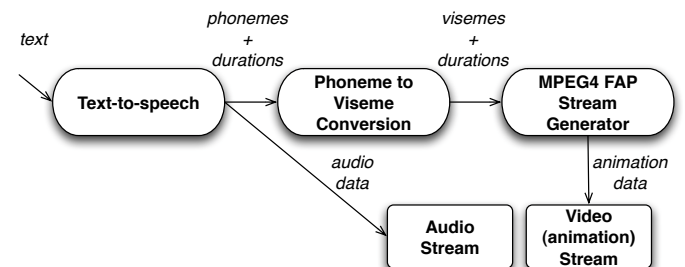 text
phonemes
+
durations
visemes
+
durations
Text-to-speech
Phoneme to
Viseme
Conversion
MPEG4 FAP
Stream
Generator
audio
data
animation
data
Audio
Stream
Video
(animation)
Stream